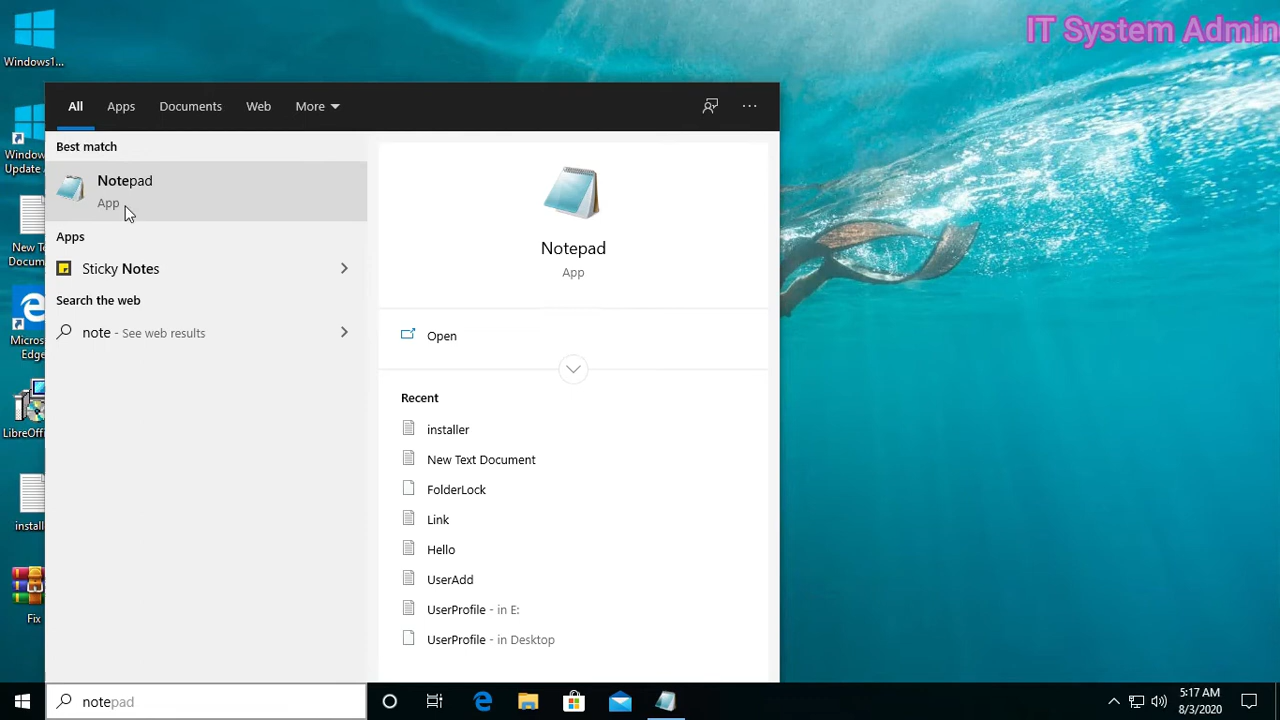 IT System Admin
Windows1...
Window
Update A
New T
Docum
Micros
Edge
LibreOffi
install
Fix
All
Apps
Documents
Web
More
Best match
Notepad
App
Apps
Sticky Notes
Search the web
note - See web results
Notepad
App
Open
Recent
installer
New Text Document
FolderLock
Link
Hello
UserAdd
UserProfile - in E:
UserProfile - in Desktop
notepad
5:17 AM
8/3/2020